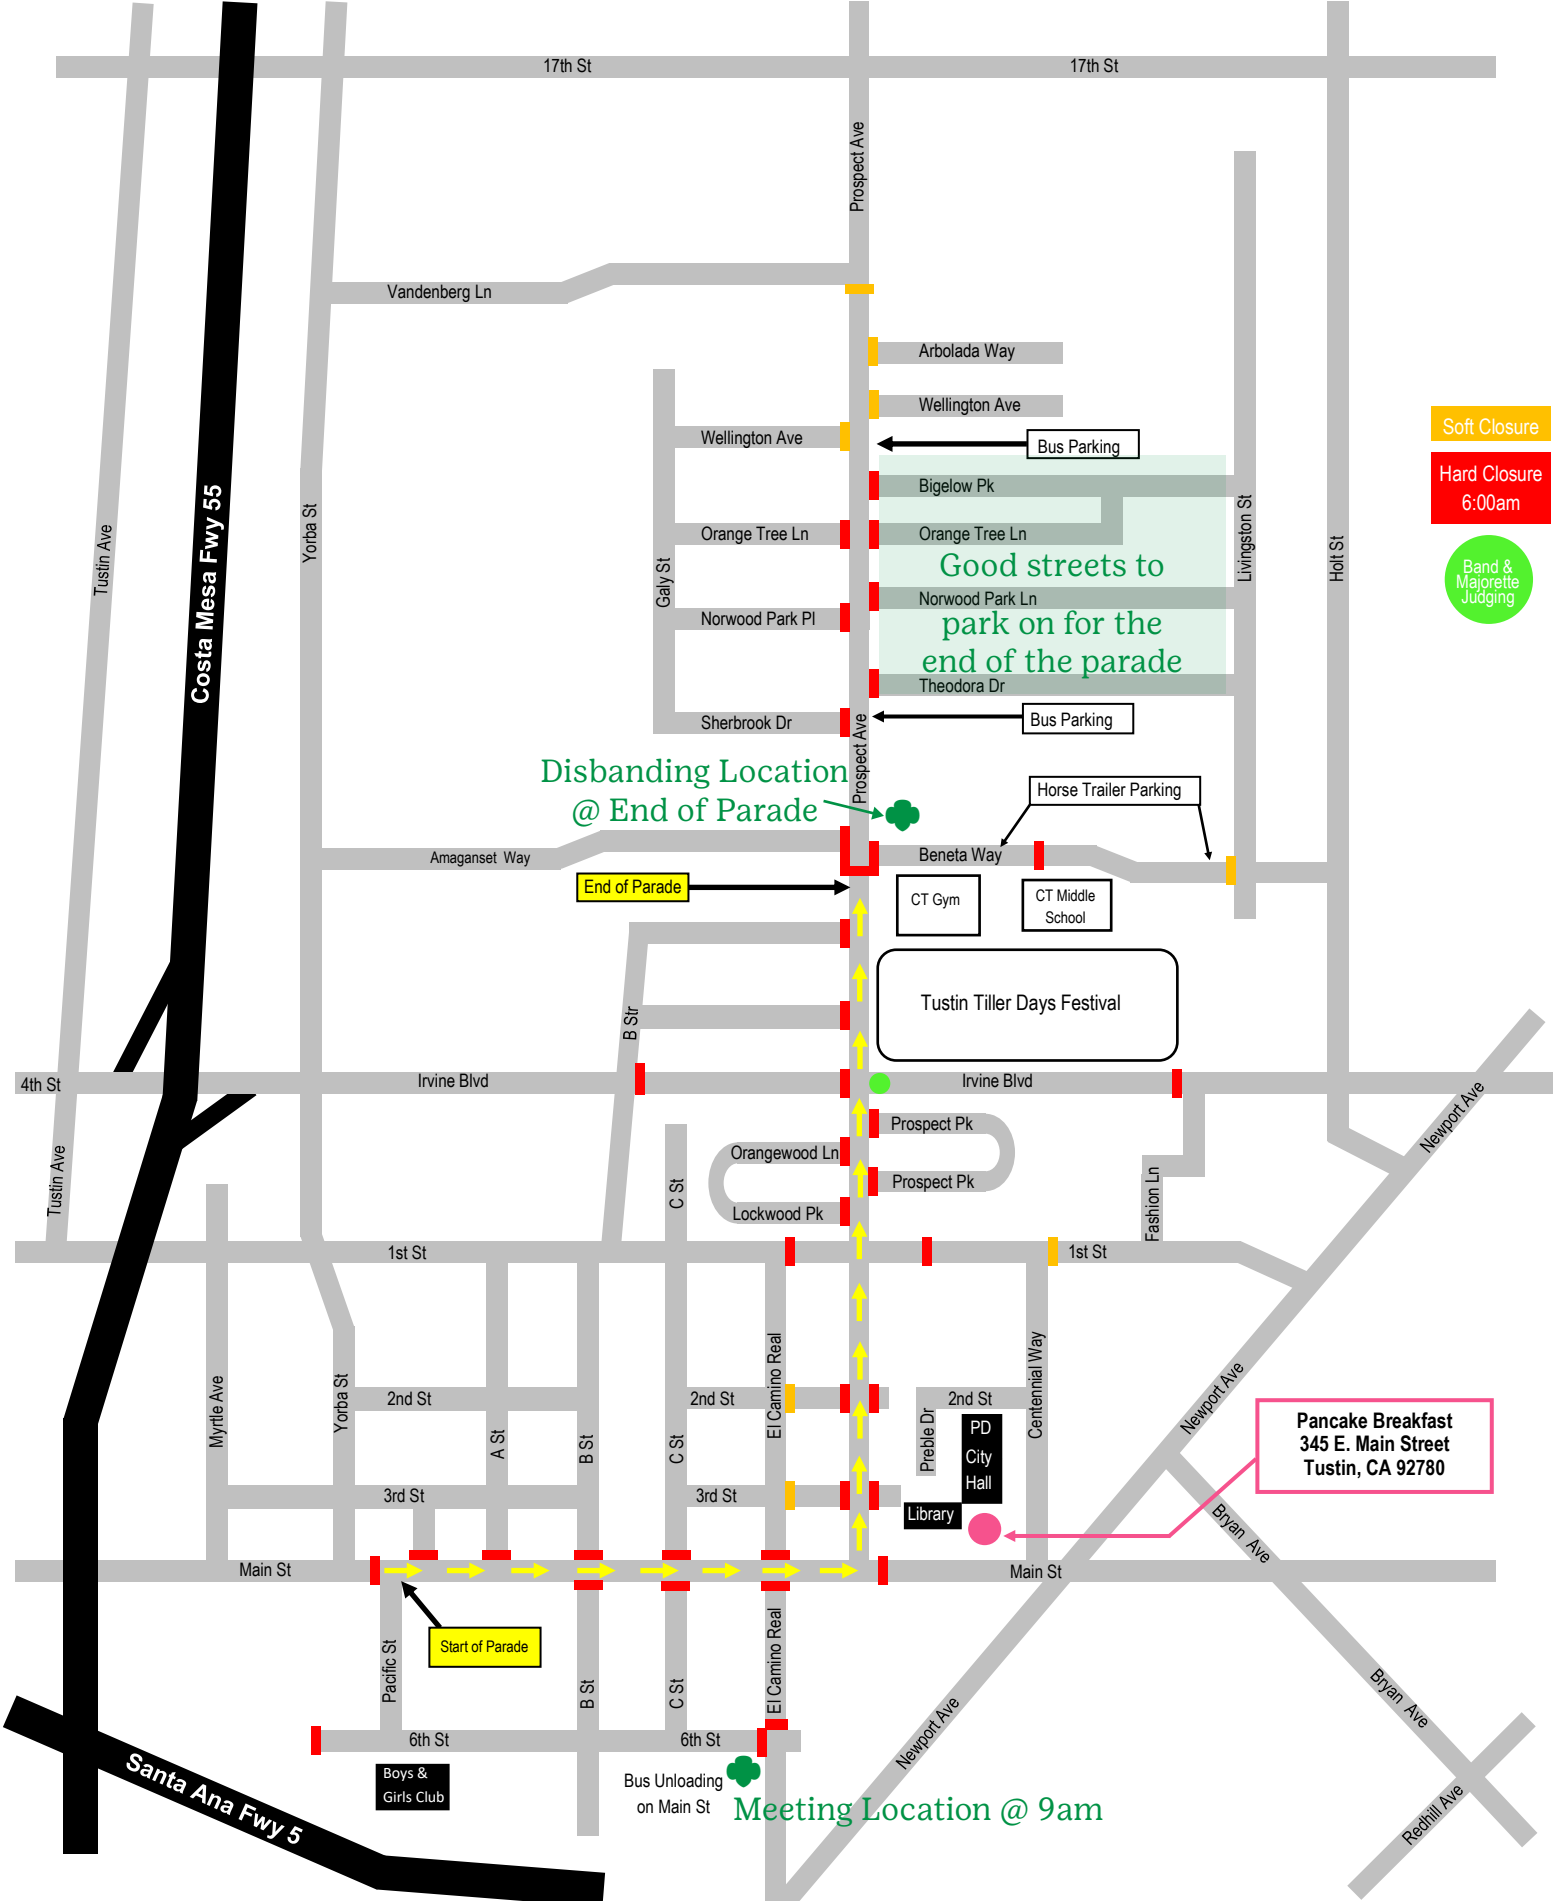 17th St
17th St
Prospect Ave
Vandenberg Ln
Arbolada Way
Wellington Ave
Wellington Ave
Bus Parking
Soft Closure
Hard Closure
6:00am
Band &
Majorette
Judging
Bigelow Pk
Orange Tree Ln
Orange Tree Ln
Good streets to
park on for the
end of the parade
Norwood Park Ln
Norwood Park Pl
Theodora Dr
Sherbrook Dr
Bus Parking
Tustin Ave
Costa Mesa Fwy 55
Yorba St
Galy St
Livingston St
Holt St
Prospect Ave
Disbanding Location
@ End of Parade
Horse Trailer Parking
Amaganset Way
Beneta Way
End of Parade
CT Gym
CT Middle
School
Tustin Tiller Days Festival
B Str
4th St
Irvine Blvd
Irvine Blvd
Newport Ave
Prospect Pk
Orangewood Ln
Prospect Pk
Lockwood Pk
Tustin Ave
C St
Fashion Ln
1st St
1st St
Myrtle Ave
Yorba St
2nd St
A St
B St
C St
2nd St
El Camino Real
Preble Dr
2nd St
Centennial Way
Newport Ave
PD
City
Hall
Library
Pancake Breakfast
345 E. Main Street
Tustin, CA 92780
3rd St
3rd St
Bryan Ave
Main St
Main St
Start of Parade
Pacific St
B St
C St
El Camino Real
Newport Ave
Bryan Ave
Redhill Ave
6th St
6th St
Boys &
Girls Club
Bus Unloading
on Main St
Meeting Location @ 9am
Santa Ana Fwy 5